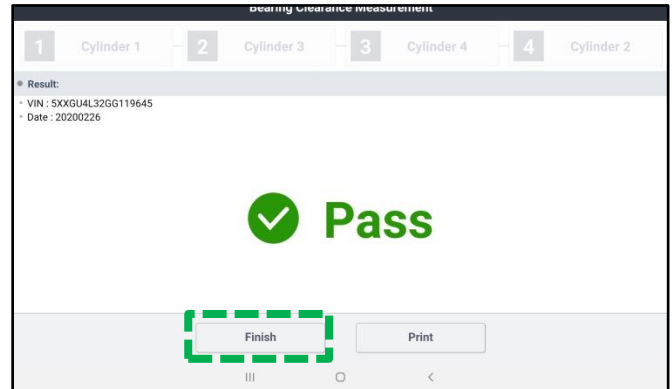 Bearing Clearance Measurement
1 Cylinder 1 2 Cylinder 3 3 Cylinder 4 4 Cylinder 2
Result:
VIN : 5XXGU4L32GG119645
Date : 20200226
Pass
Finish Print